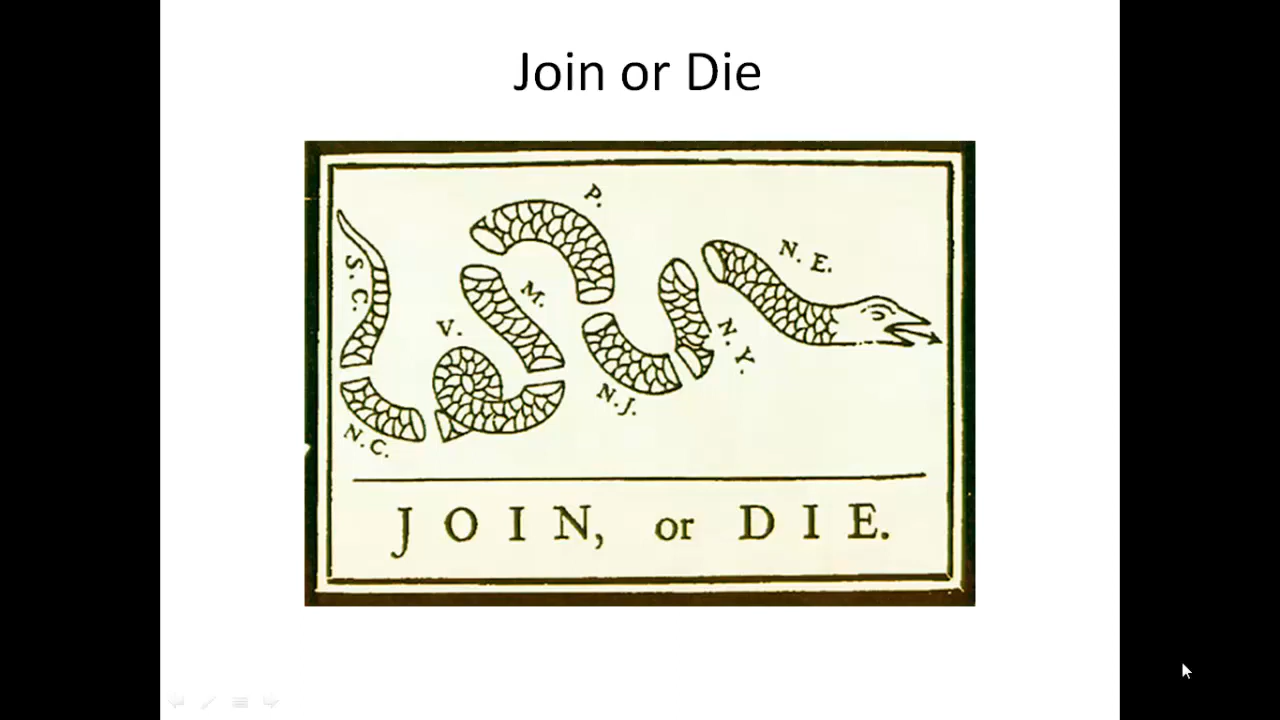 Join or Die
P.
N. E.
S. C.
M.
V.
N. Y.
N. J.
N. C.
JOIN, or DIE.